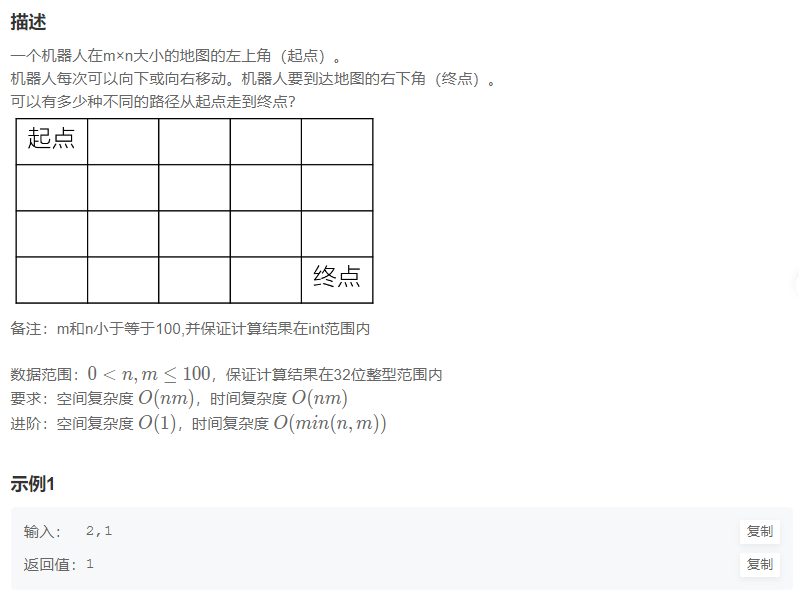 描述
一个机器人在m×n大小的地图的左上角（起点）。
机器人每次可以向下或向右移动。机器人要到达地图的右下角（终点）。
可以有多少种不同的路径从起点走到终点？
起点
终点
备注：m和n小于等于100,并保证计算结果在int范围内
数据范围：0 < n, m ≤ 100，保证计算结果在32位整型范围内
要求：空间复杂度 O(nm)，时间复杂度 O(nm)
进阶：空间复杂度 O(1)，时间复杂度 O(min(n, m))
示例1
输入： 2,1 复制
返回值：1 复制